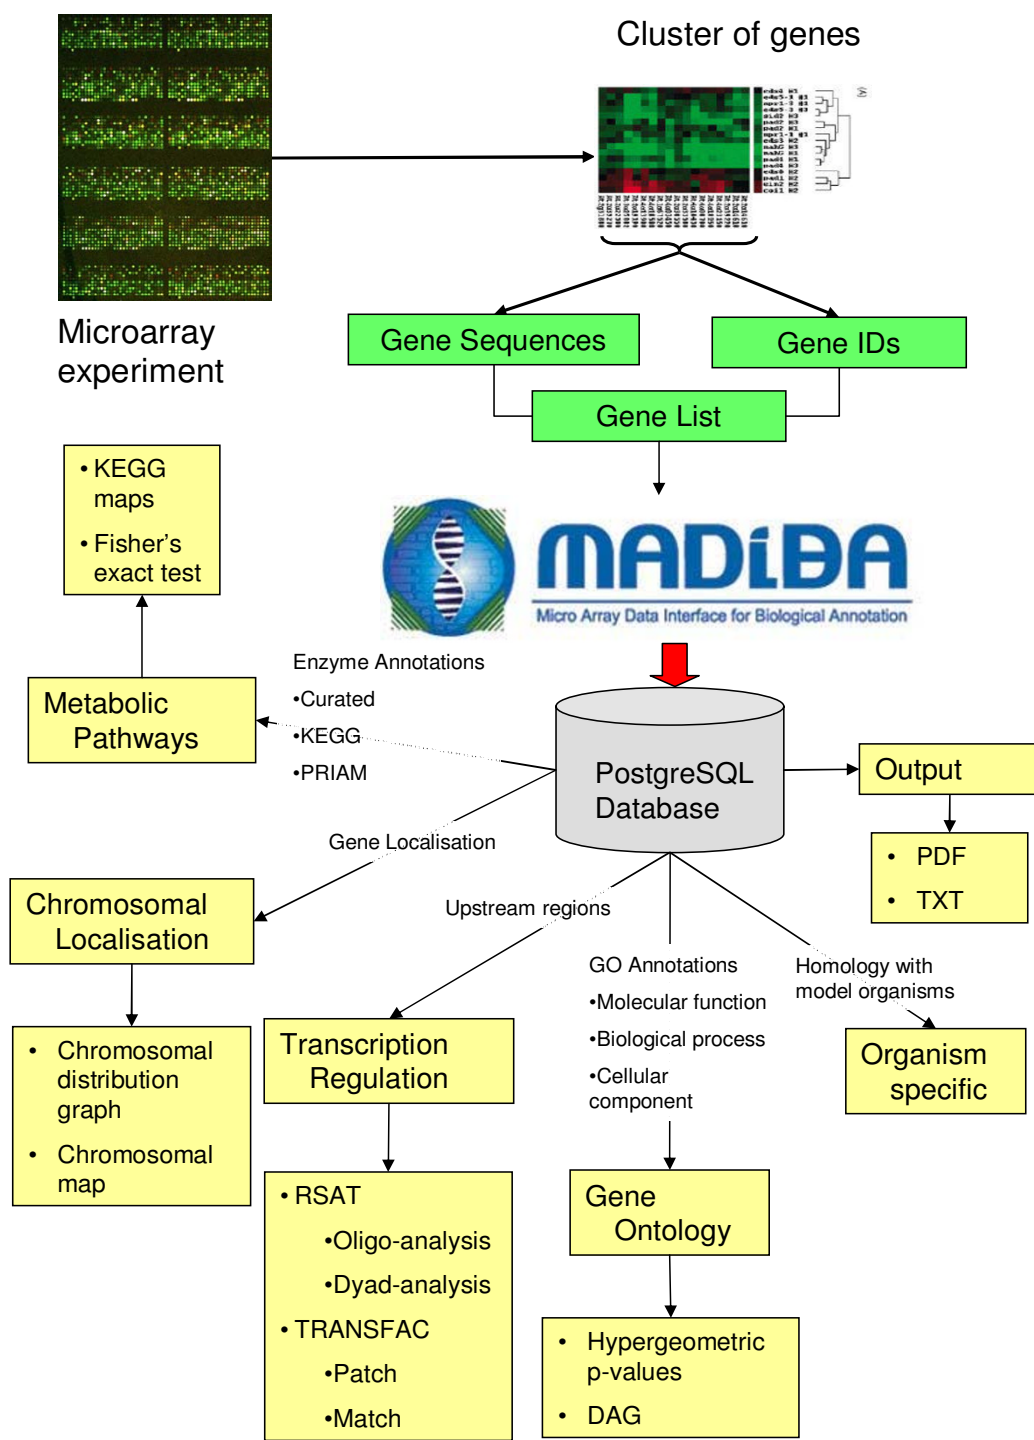 Cluster of genes
(A)
Microarray
experiment
Gene Sequences
Gene IDs
Gene List
• KEGG
maps
• Fisher's
exact test
MADiBA
Micro Array Data Interface for Biological Annotation
Enzyme Annotations
•Curated
•KEGG
•PRIAM
Metabolic
Pathways
PostgreSQL
Database
Output
• PDF
• TXT
Gene Localisation
Chromosomal
Localisation
Upstream regions
GO Annotations
•Molecular function
•Biological process
•Cellular
component
Homology with
model organisms
• Chromosomal
distribution
graph
• Chromosomal
map
Transcription
Regulation
Organism
specific
• RSAT
•Oligo-analysis
•Dyad-analysis
• TRANSFAC
•Patch
•Match
Gene
Ontology
• Hypergeometric
p-values
• DAG